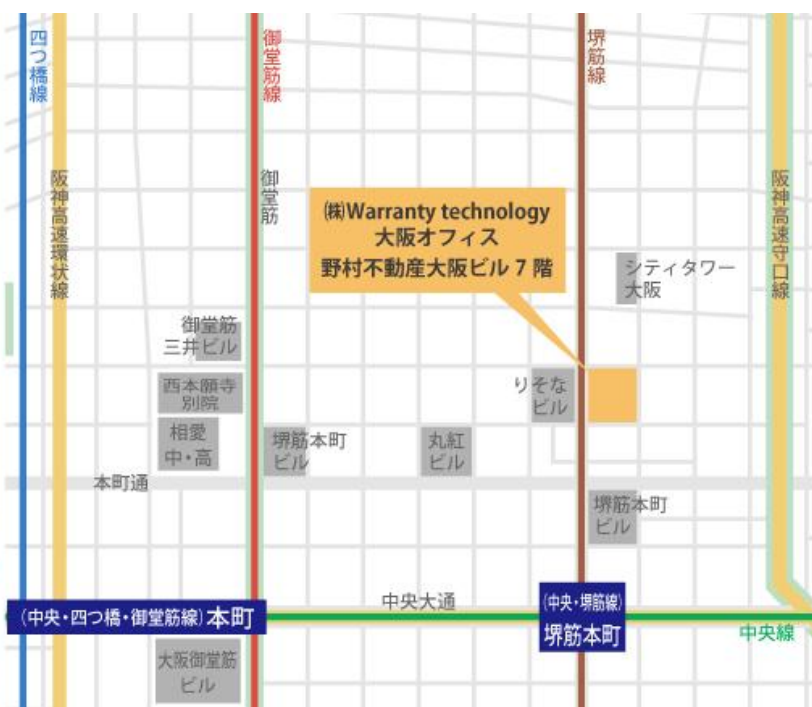 四つ橋線
御堂筋線
堺筋線
阪神高速環状線
御堂筋
阪神高速守口線
㈱Warranty technology
大阪オフィス
野村不動産大阪ビル 7 階
シティタワー
大阪
御堂筋
三井ビル
西本願寺
別院
りそな
ビル
相愛
中・高
堺筋本町
ビル
丸紅
ビル
本町通
堺筋本町
ビル
中央大通
(中央・四つ橋・御堂筋線)本町
(中央・堺筋線)
堺筋本町
中央線
大阪御堂筋
ビル